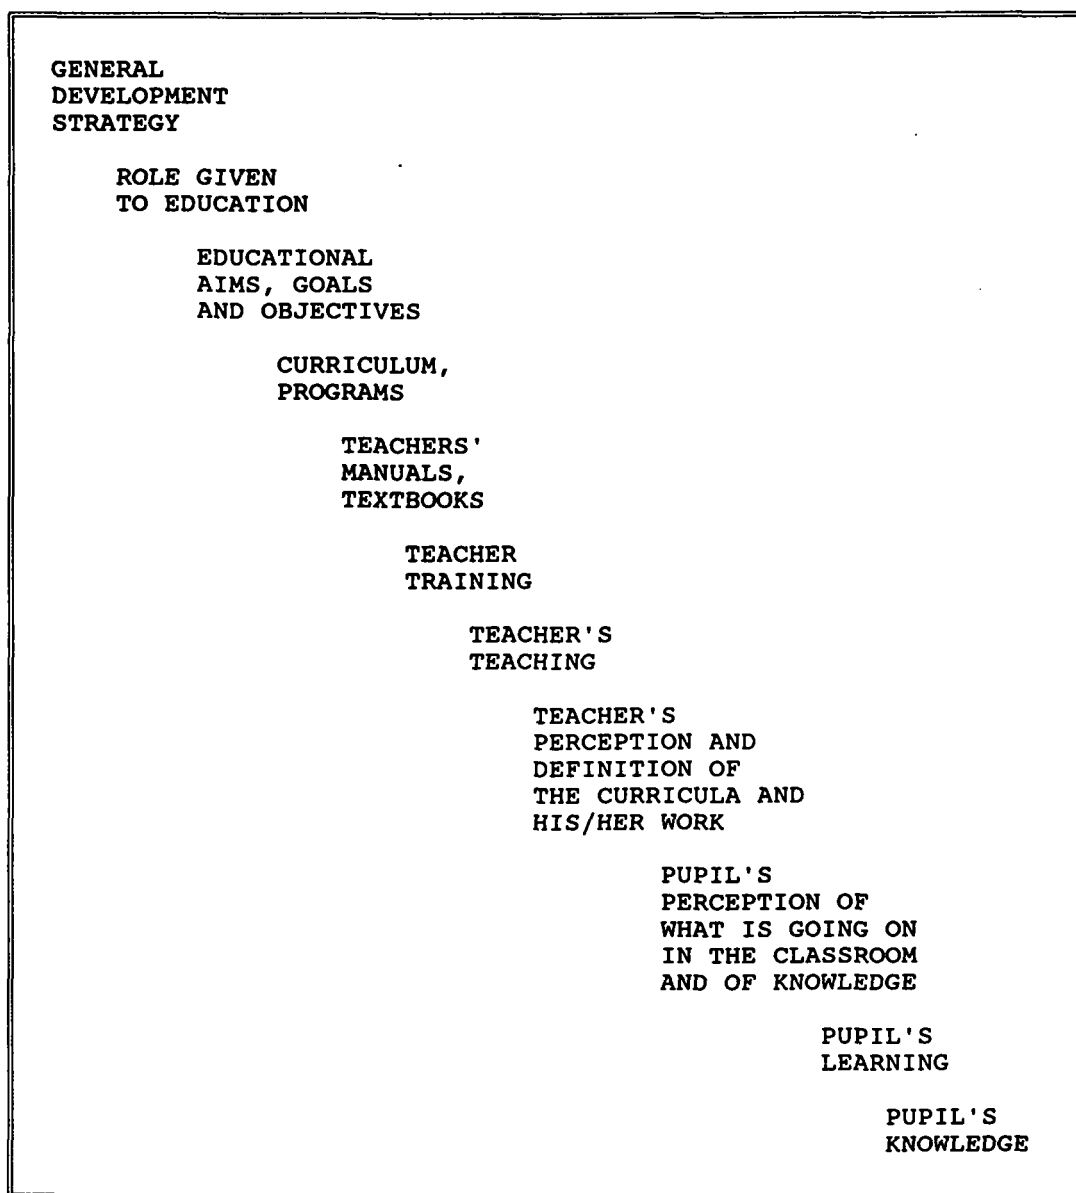 GENERAL
DEVELOPMENT
STRATEGY
ROLE GIVEN
TO EDUCATION
EDUCATIONAL
AIMS, GOALS
AND OBJECTIVES
CURRICULUM,
PROGRAMS
TEACHERS'
MANUALS,
TEXTBOOKS
TEACHER
TRAINING
TEACHER'S
TEACHING
TEACHER'S
PERCEPTION AND
DEFINITION OF
THE CURRICULA AND
HIS/HER WORK
PUPIL'S
PERCEPTION OF
WHAT IS GOING ON
IN THE CLASSROOM
AND OF KNOWLEDGE
PUPIL'S
LEARNING
PUPIL'S
KNOWLEDGE